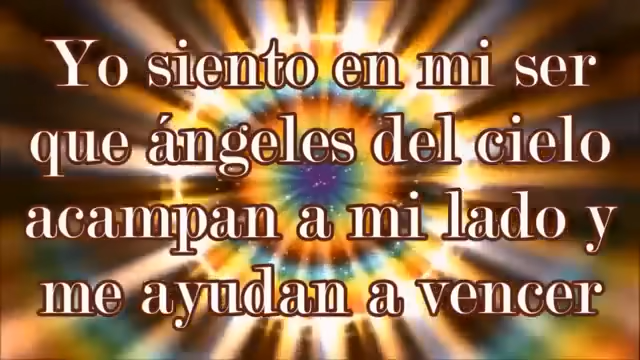 Yo siento en mi ser
que ángeles del cielo
acampan a mi lado y
me ayudan a vencer